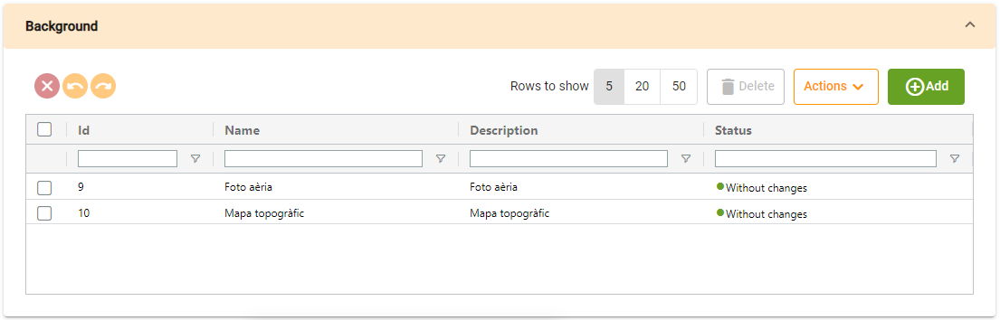 Background
Rows to show 5 20 50 Delete Actions Add
Id Name Description Status
9 Foto aèria Foto aèria Without changes
10 Mapa topogràfic Mapa topogràfic Without changes